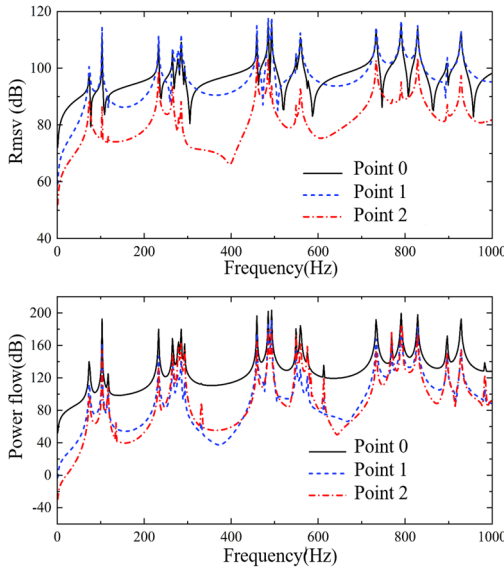 120
100
80
60
40
Rmsv (dB)
Point 0
Point 1
Point 2
0 200 400 600 800 1000
Frequency(Hz)
200
160
120
80
40
0
-40
Power flow(dB)
Point 0
Point 1
Point 2
0 200 400 600 800 1000
Frequency(Hz)